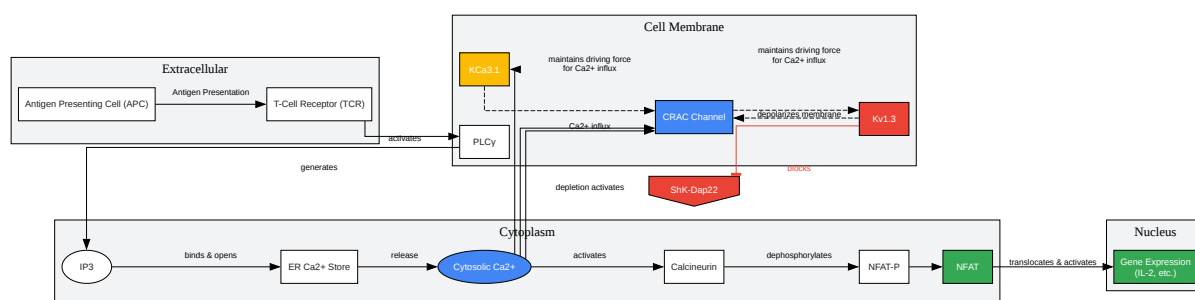 Cell Membrane
maintains driving force
for Ca2+ influx
maintains driving force
for Ca2+ influx
Extracellular
KCa3.1
Antigen Presenting Cell (APC)
Antigen Presentation
T-Cell Receptor (TCR)
CRAC Channel
depolarizes membrane
Kv1.3
Ca2+ influx
activates
PLCγ
generates
blocks
depletion activates
ShK-Dap22
Cytoplasm
Nucleus
IP3
binds & opens
ER Ca2+ Store
release
Cytosolic Ca2+
activates
Calcineurin
dephosphorylates
NFAT-P
NFAT
translocates & activates
Gene Expression
(IL-2, etc.)